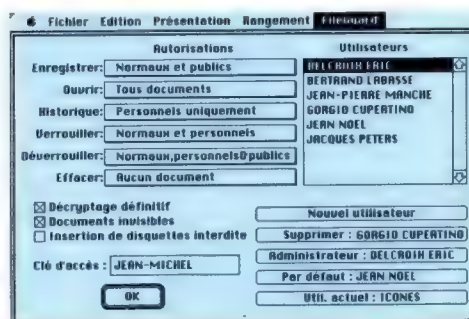 Fichier Edition Présentation Rangement FileGuard
Autorisations
Enregistrer: Normaux et publics
Ouvrir: Tous documents
Historique: Personnels uniquement
Verrouiller: Normaux et personnels
Déverrouiller: Normaux,personnels&publics
Effacer: Aucun document
Décryptage définitif
Documents invisibles
Insertion de disquettes interdite
Clé d'accès : JEAN-MICHEL
OK
Utilisateurs
DELCROIX ERIC
BERTRAND LABASSE
JEAN-PIERRE MANCHE
GORGIO CUPERTINO
JEAN NOEL
JACQUES PETERS
Nouvel utilisateur
Supprimer : GORGIO CUPERTINO
Administrateur : DELCROIX ERIC
Par défaut : JEAN NOEL
Util. actuel : ICONES